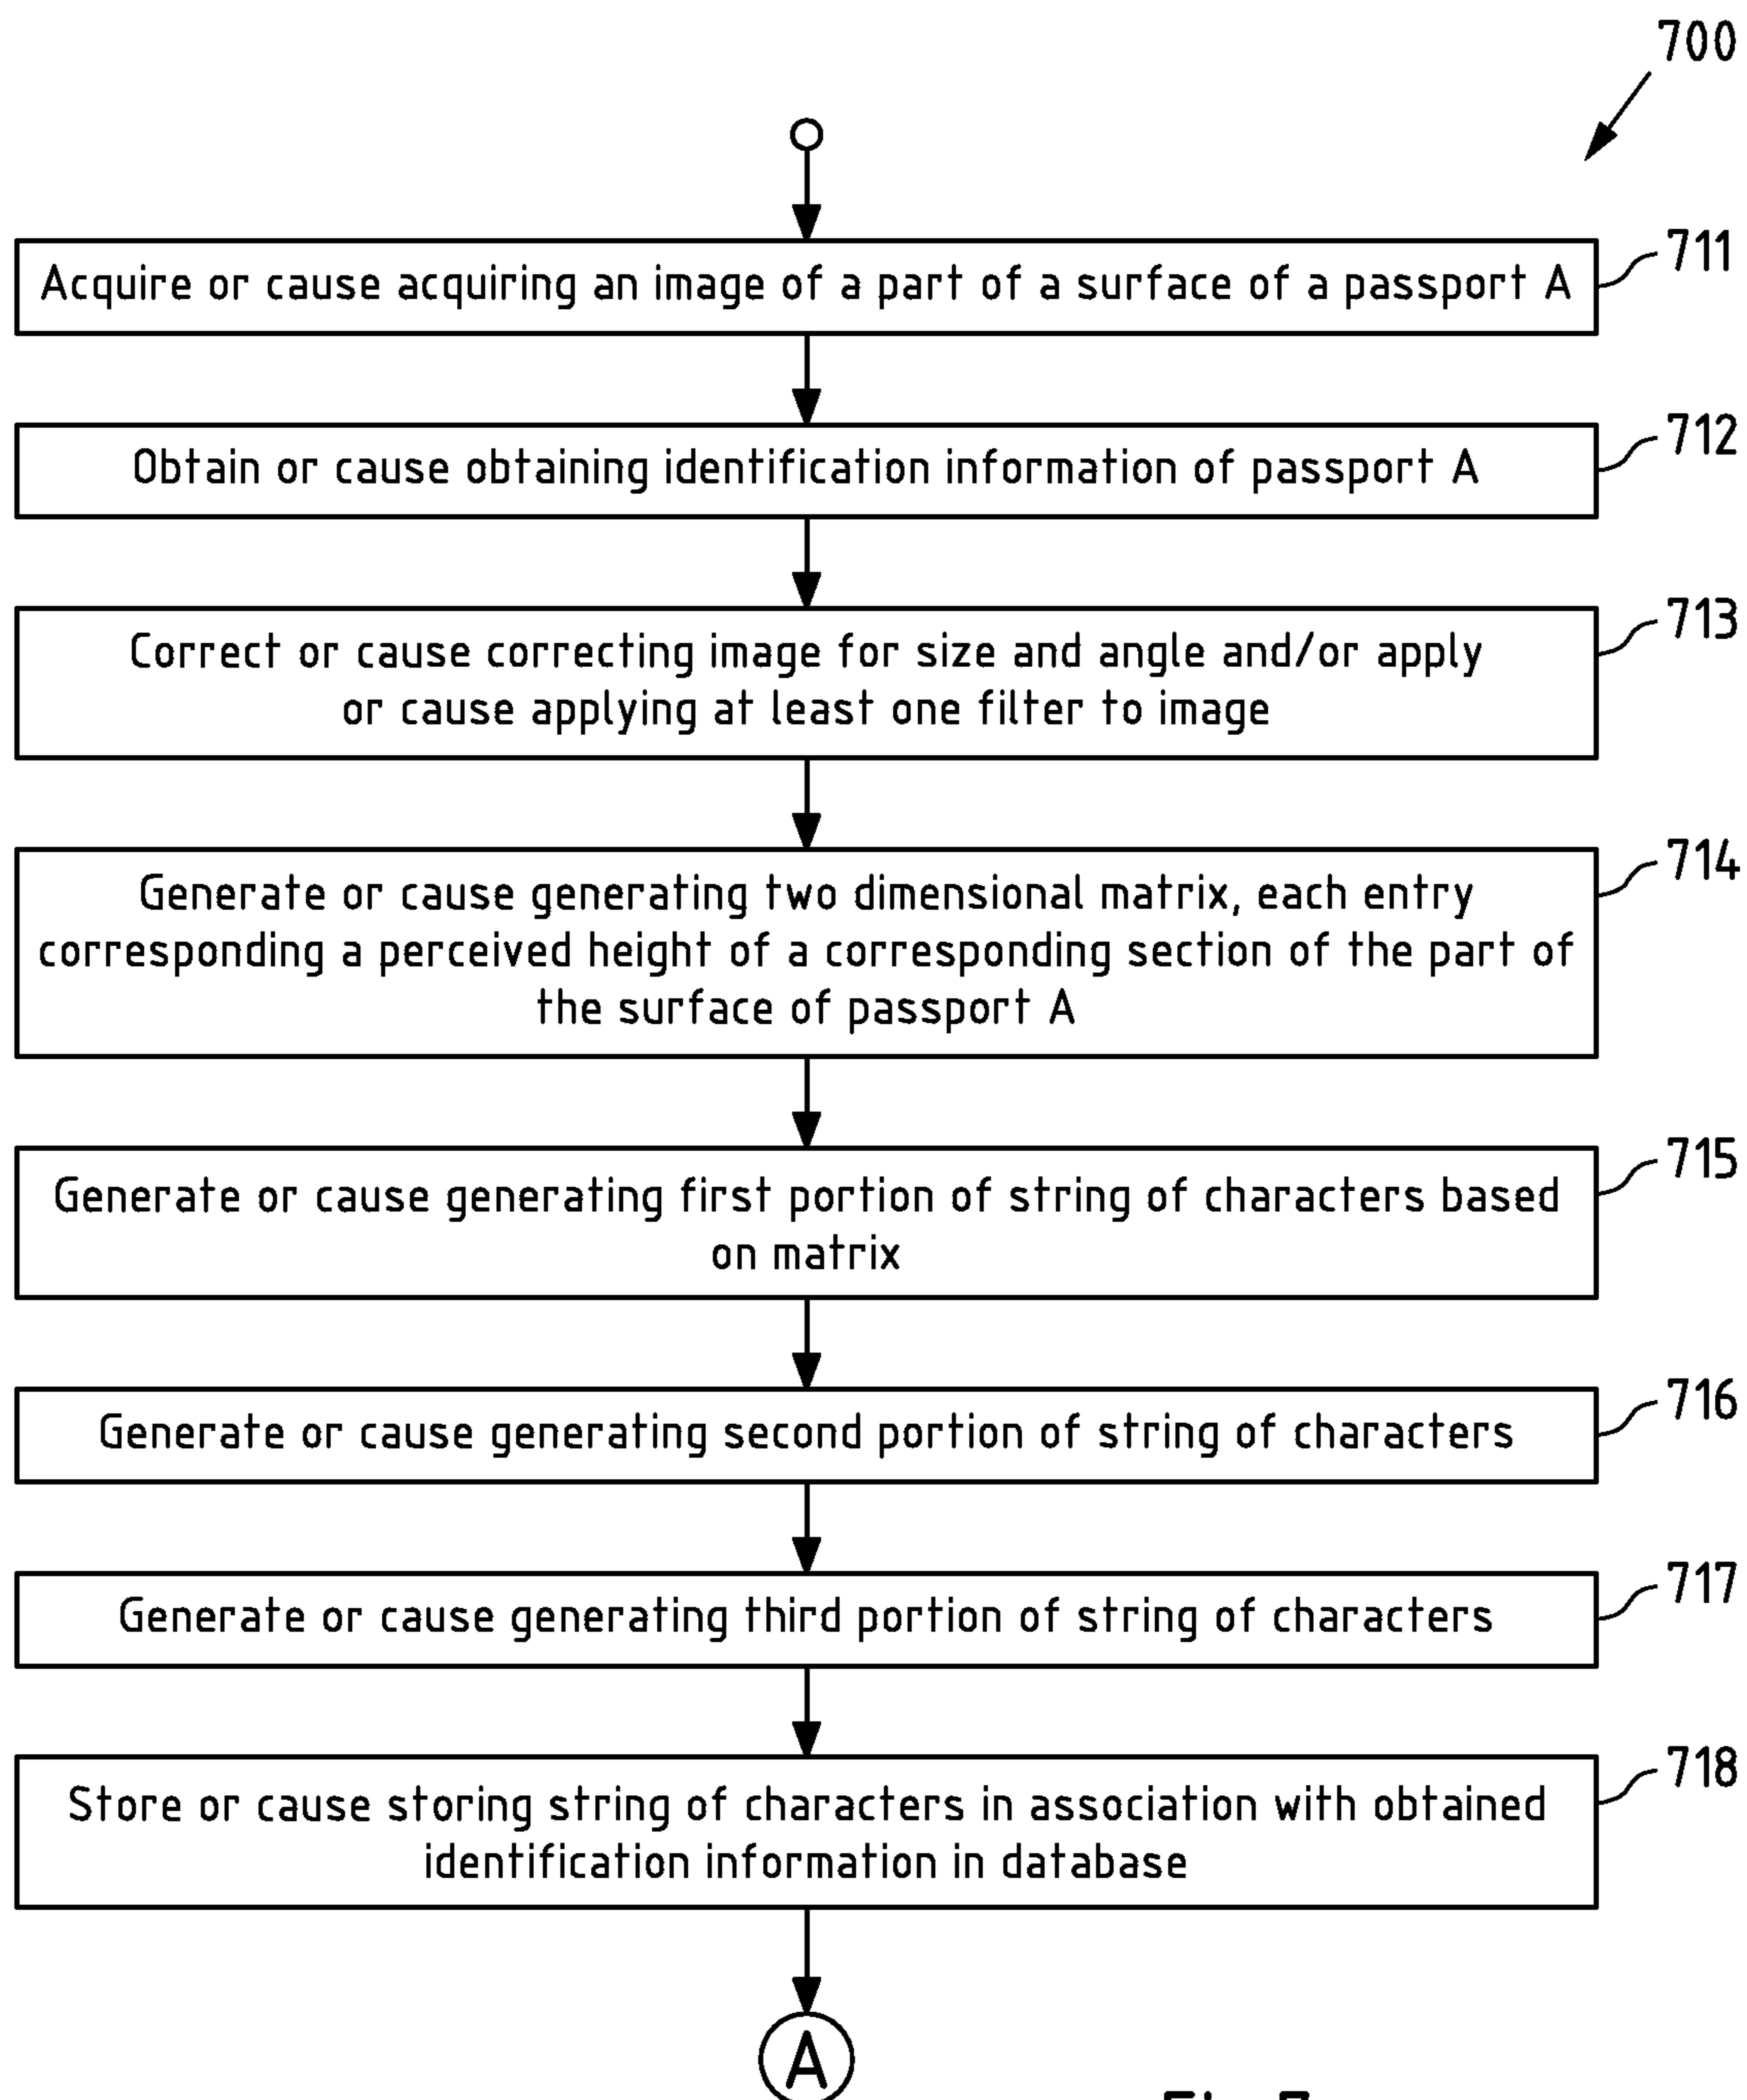 700
Acquire or cause acquiring an image of a part of a surface of a passport A
711
Obtain or cause obtaining identification information of passport A
712
Correct or cause correcting image for size and angle and/or apply
or cause applying at least one filter to image
713
Generate or cause generating two dimensional matrix, each entry
corresponding a perceived height of a corresponding section of the part of
the surface of passport A
714
Generate or cause generating first portion of string of characters based
on matrix
715
Generate or cause generating second portion of string of characters
716
Generate or cause generating third portion of string of characters
717
Store or cause storing string of characters in association with obtained
identification information in database
718
A